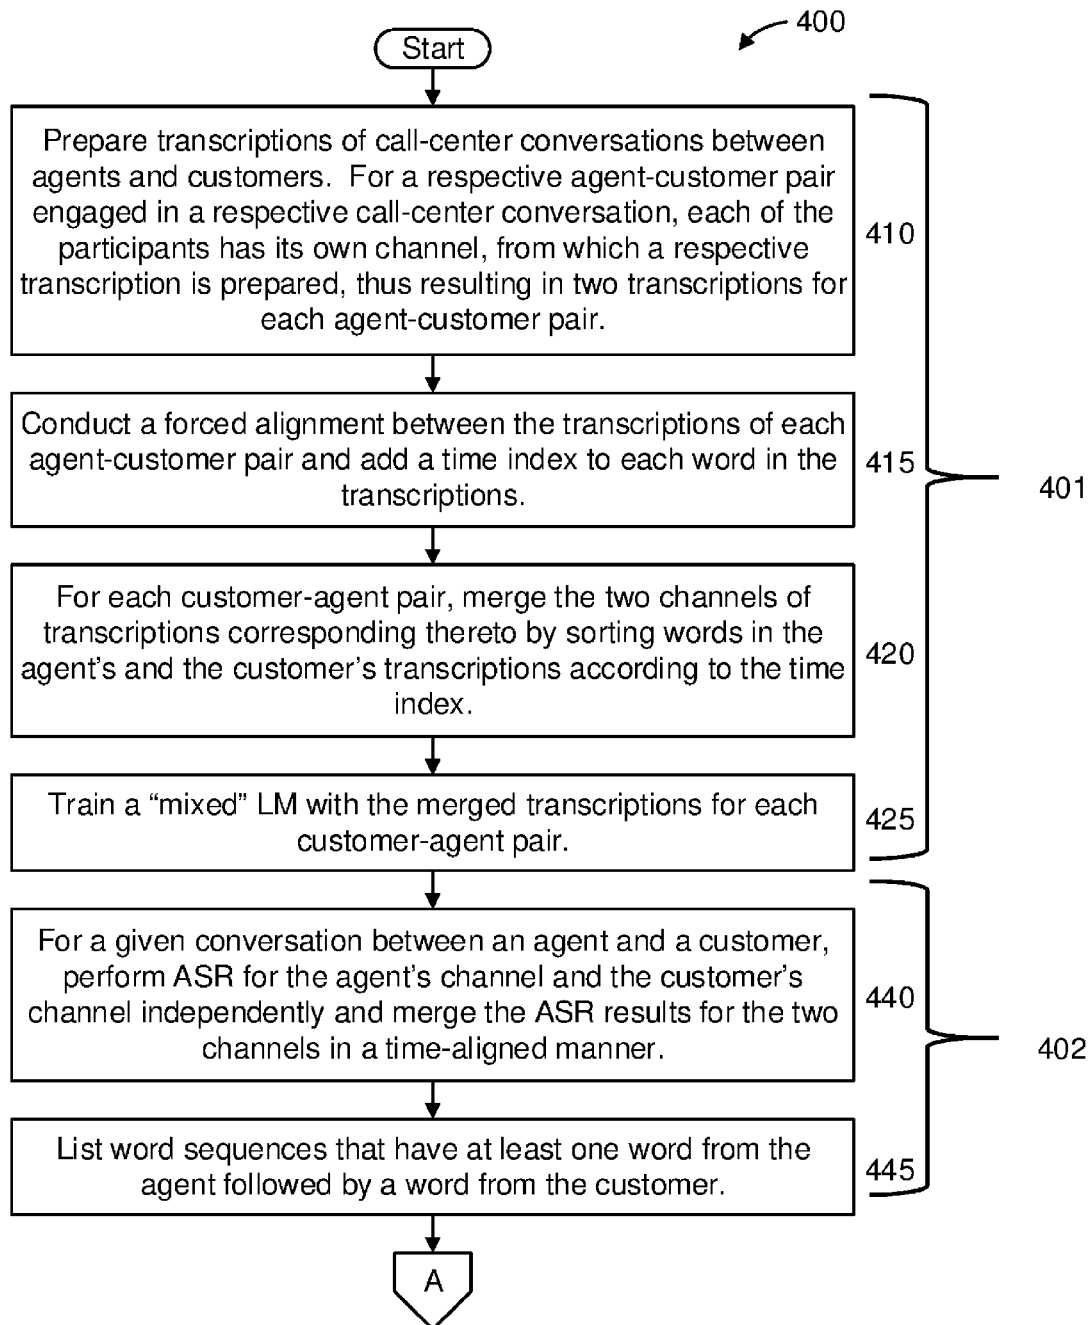 400
Start
Prepare transcriptions of call-center conversations between
agents and customers. For a respective agent-customer pair
engaged in a respective call-center conversation, each of the
participants has its own channel, from which a respective
transcription is prepared, thus resulting in two transcriptions for
each agent-customer pair.
410
Conduct a forced alignment between the transcriptions of each
agent-customer pair and add a time index to each word in the
transcriptions.
415
401
For each customer-agent pair, merge the two channels of
transcriptions corresponding thereto by sorting words in the
agent's and the customer's transcriptions according to the time
index.
420
Train a “mixed” LM with the merged transcriptions for each
customer-agent pair.
425
For a given conversation between an agent and a customer,
perform ASR for the agent's channel and the customer's
channel independently and merge the ASR results for the two
channels in a time-aligned manner.
440
402
List word sequences that have at least one word from the
agent followed by a word from the customer.
445
A